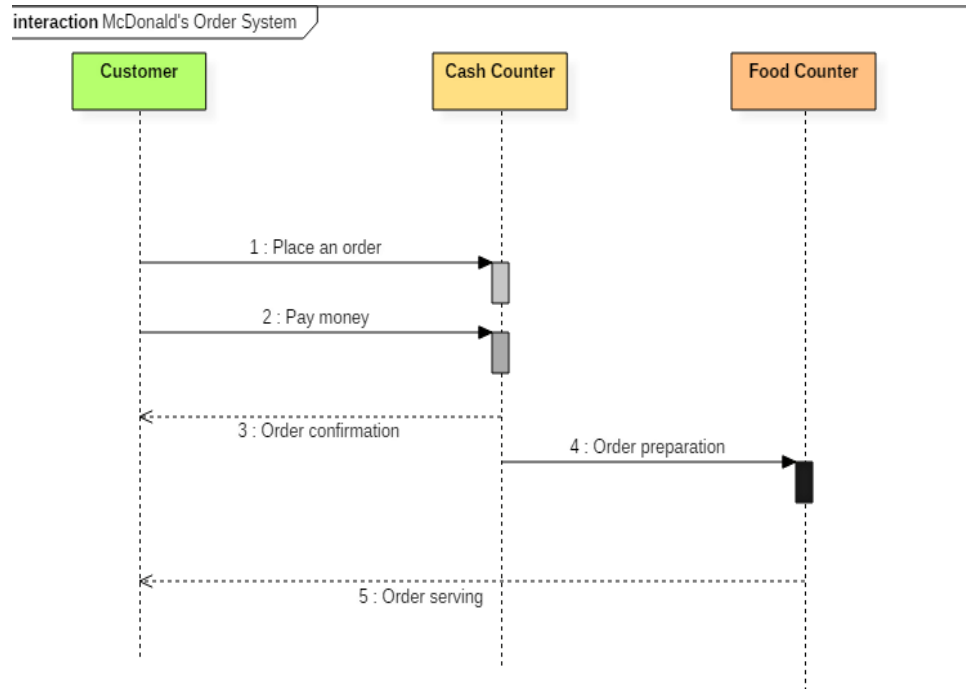 interaction McDonald's Order System
Customer
Cash Counter
Food Counter
1 : Place an order
2 : Pay money
3 : Order confirmation
4 : Order preparation
5 : Order serving